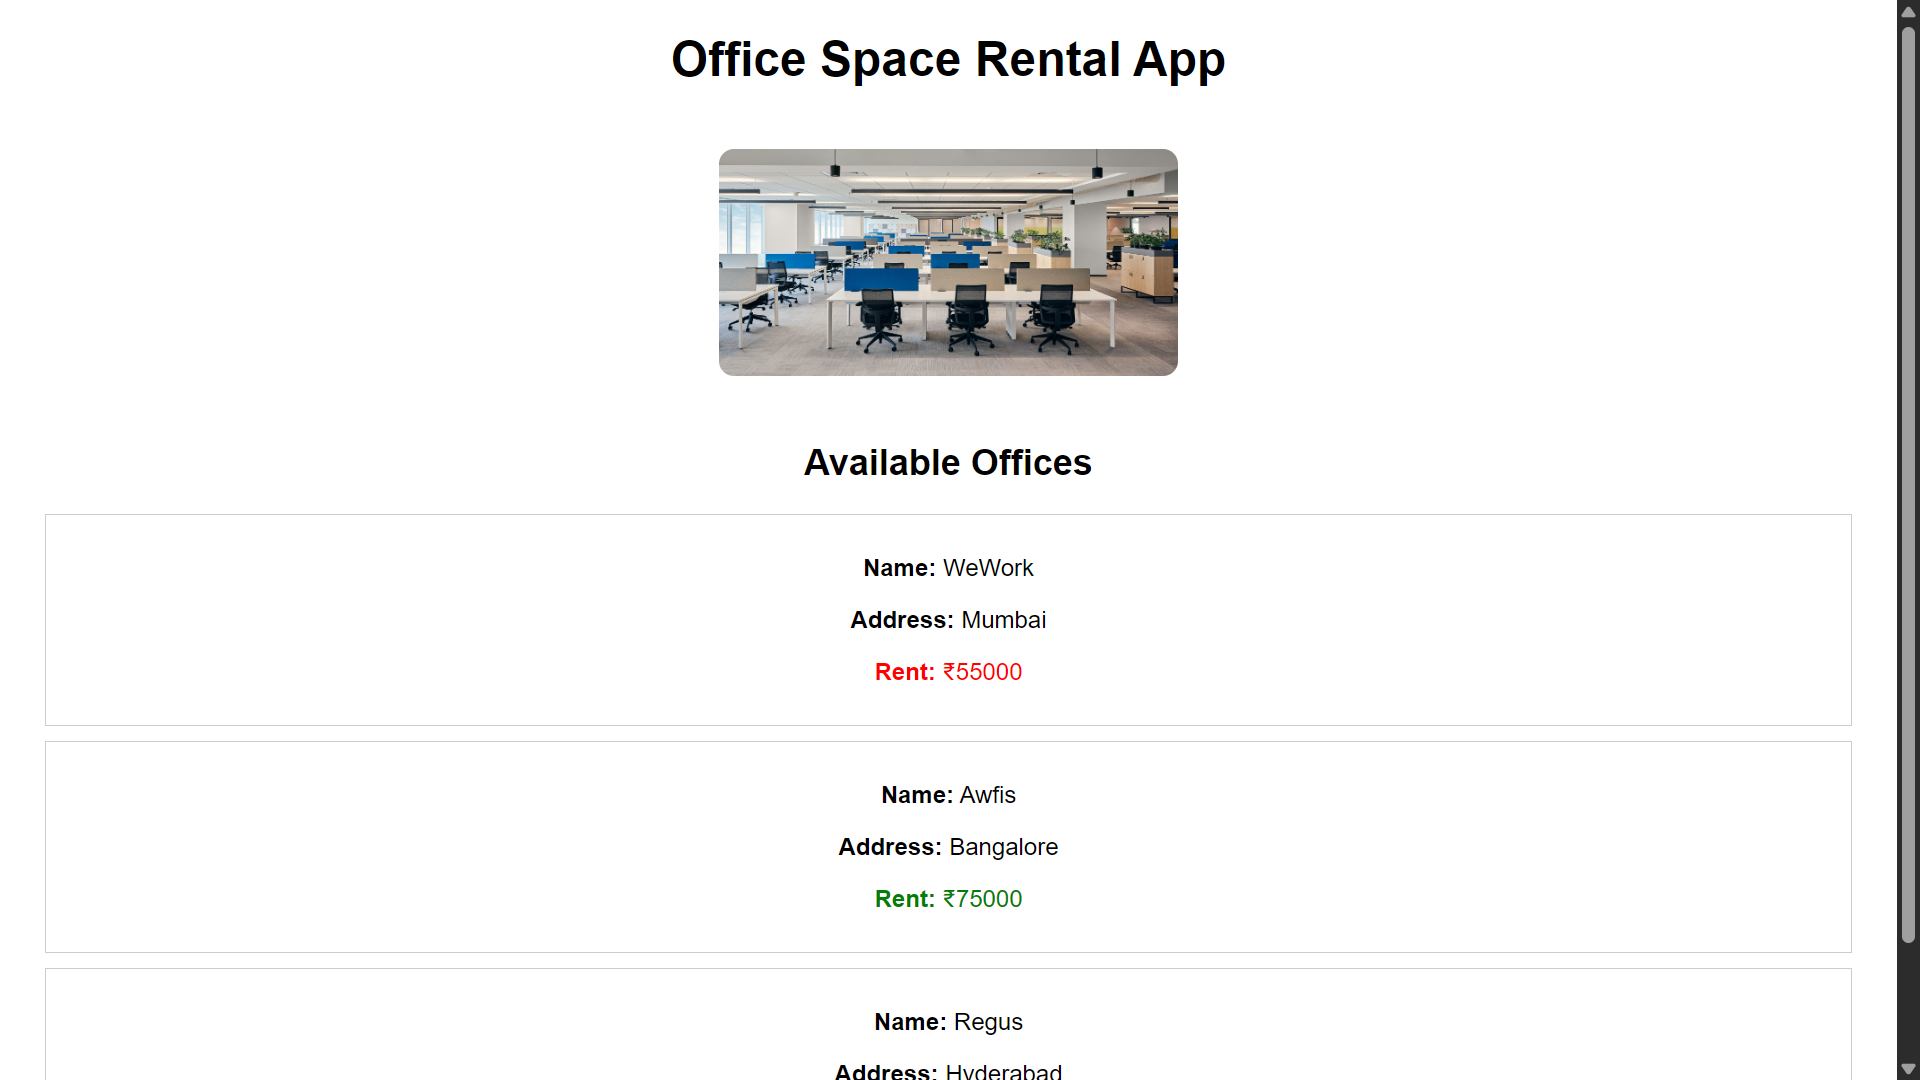 Office Space Rental App
Available Offices
Name: WeWork
Address: Mumbai
Rent: ₹55000
Name: Awfis
Address: Bangalore
Rent: ₹75000
Name: Regus
Address: Hyderabad